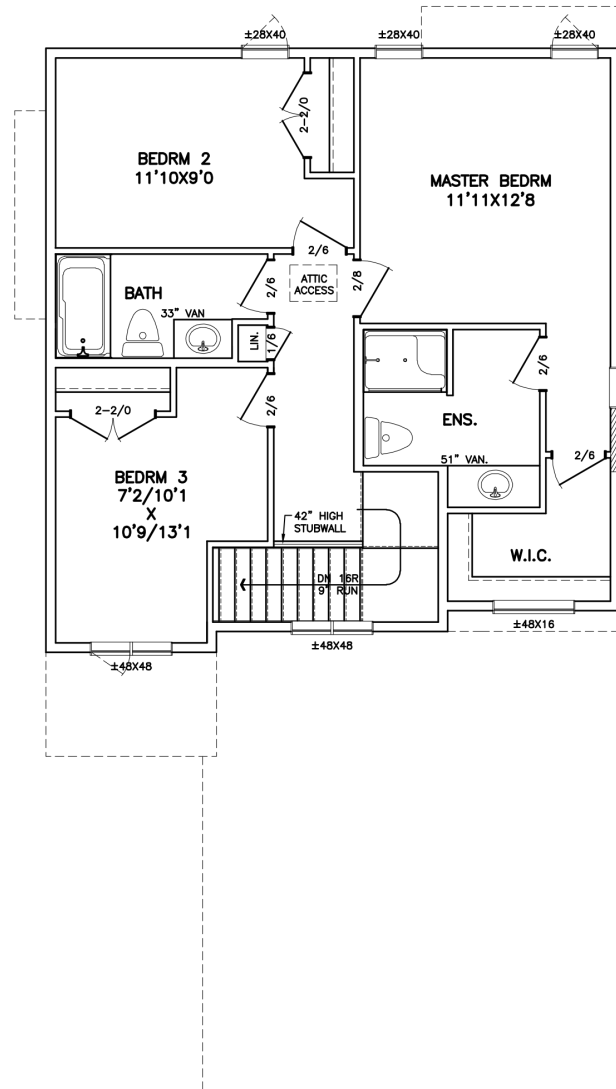 ±28X40
±28X40
±28X40
2-2/0
BEDRM 2
11'10X9'0
MASTER BEDRM
11'11X12'8
2/6
ATTIC
ACCESS
2/6
2/8
BATH
33" VAN
LIN.
1/6
2/6
2/6
ENS.
51" VAN.
2/6
2-2/0
BEDRM 3
7'2/10'1
X
10'9/13'1
42" HIGH
STUBWALL
DN 16R
9" RUN
W.I.C.
±48X16
±48X48
±48X48